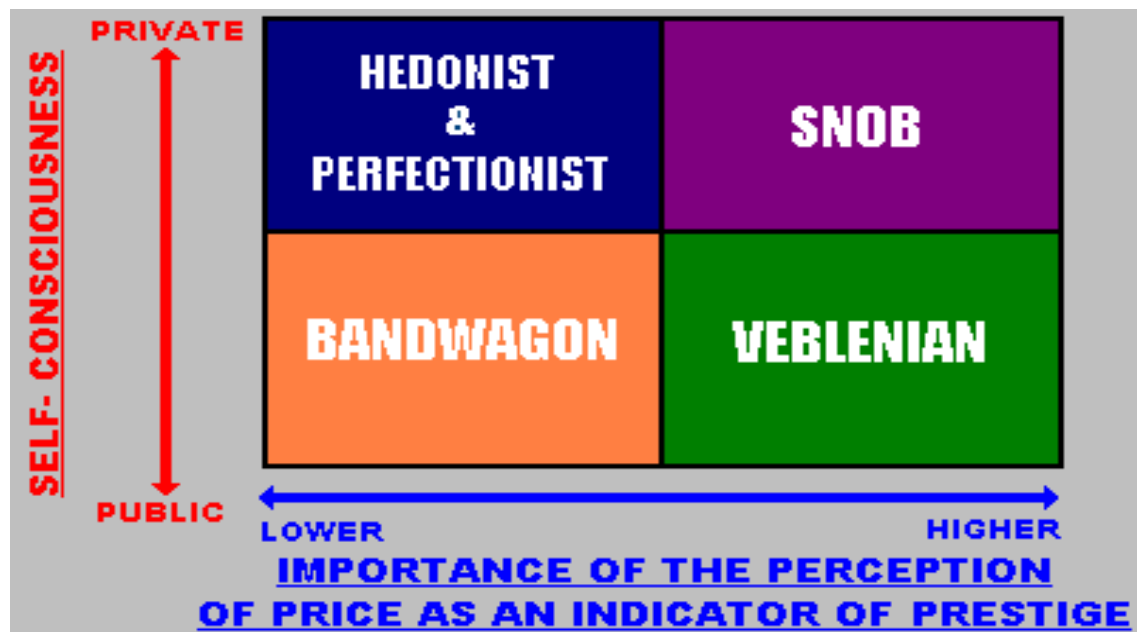 PRIVATE
SELF- CONSCIOUSNESS
HEDONIST
&
PERFECTIONIST
SNOB
BANDWAGON
VEBLENIAN
PUBLIC
LOWER
HIGHER
IMPORTANCE OF THE PERCEPTION
OF PRICE AS AN INDICATOR OF PRESTIGE